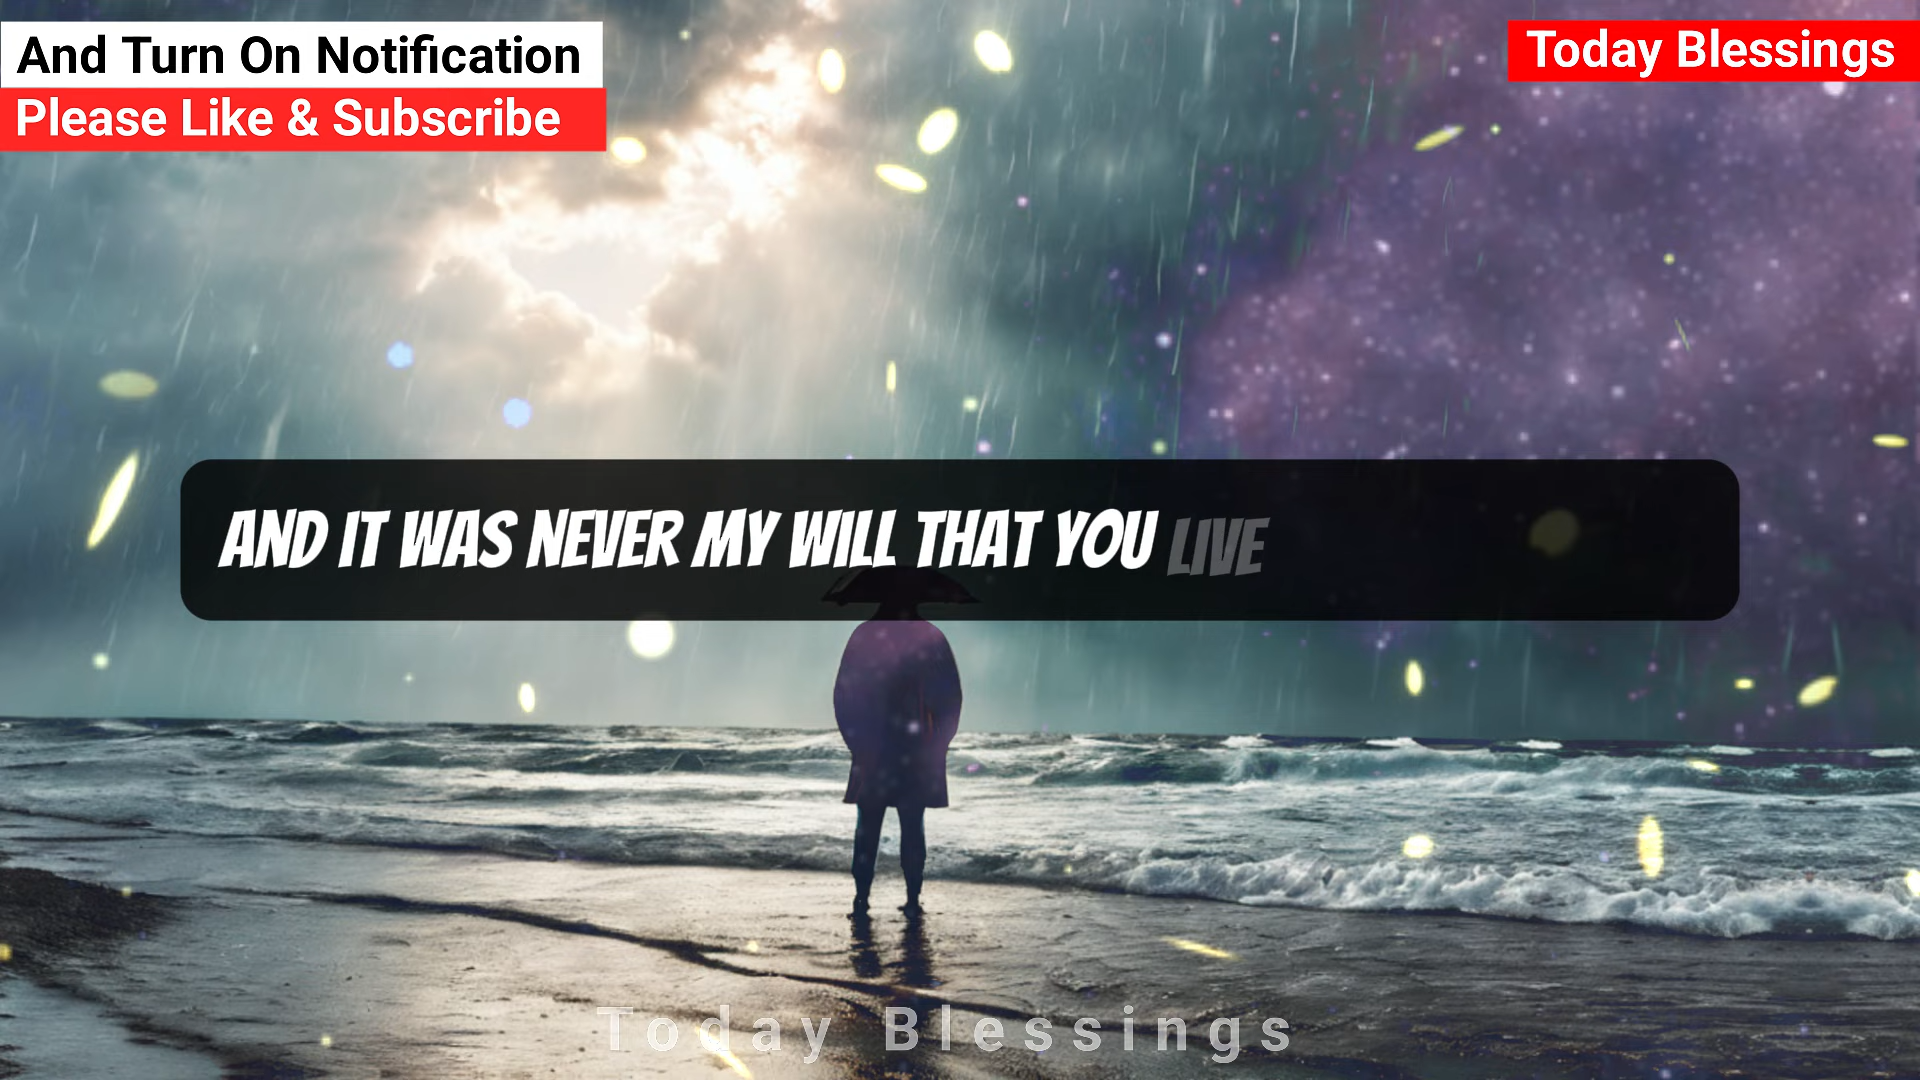 And Turn On Notification
Please Like & Subscribe
Today Blessings
AND IT WAS NEVER MY WILL THAT YOU LIVE
Today Blessings